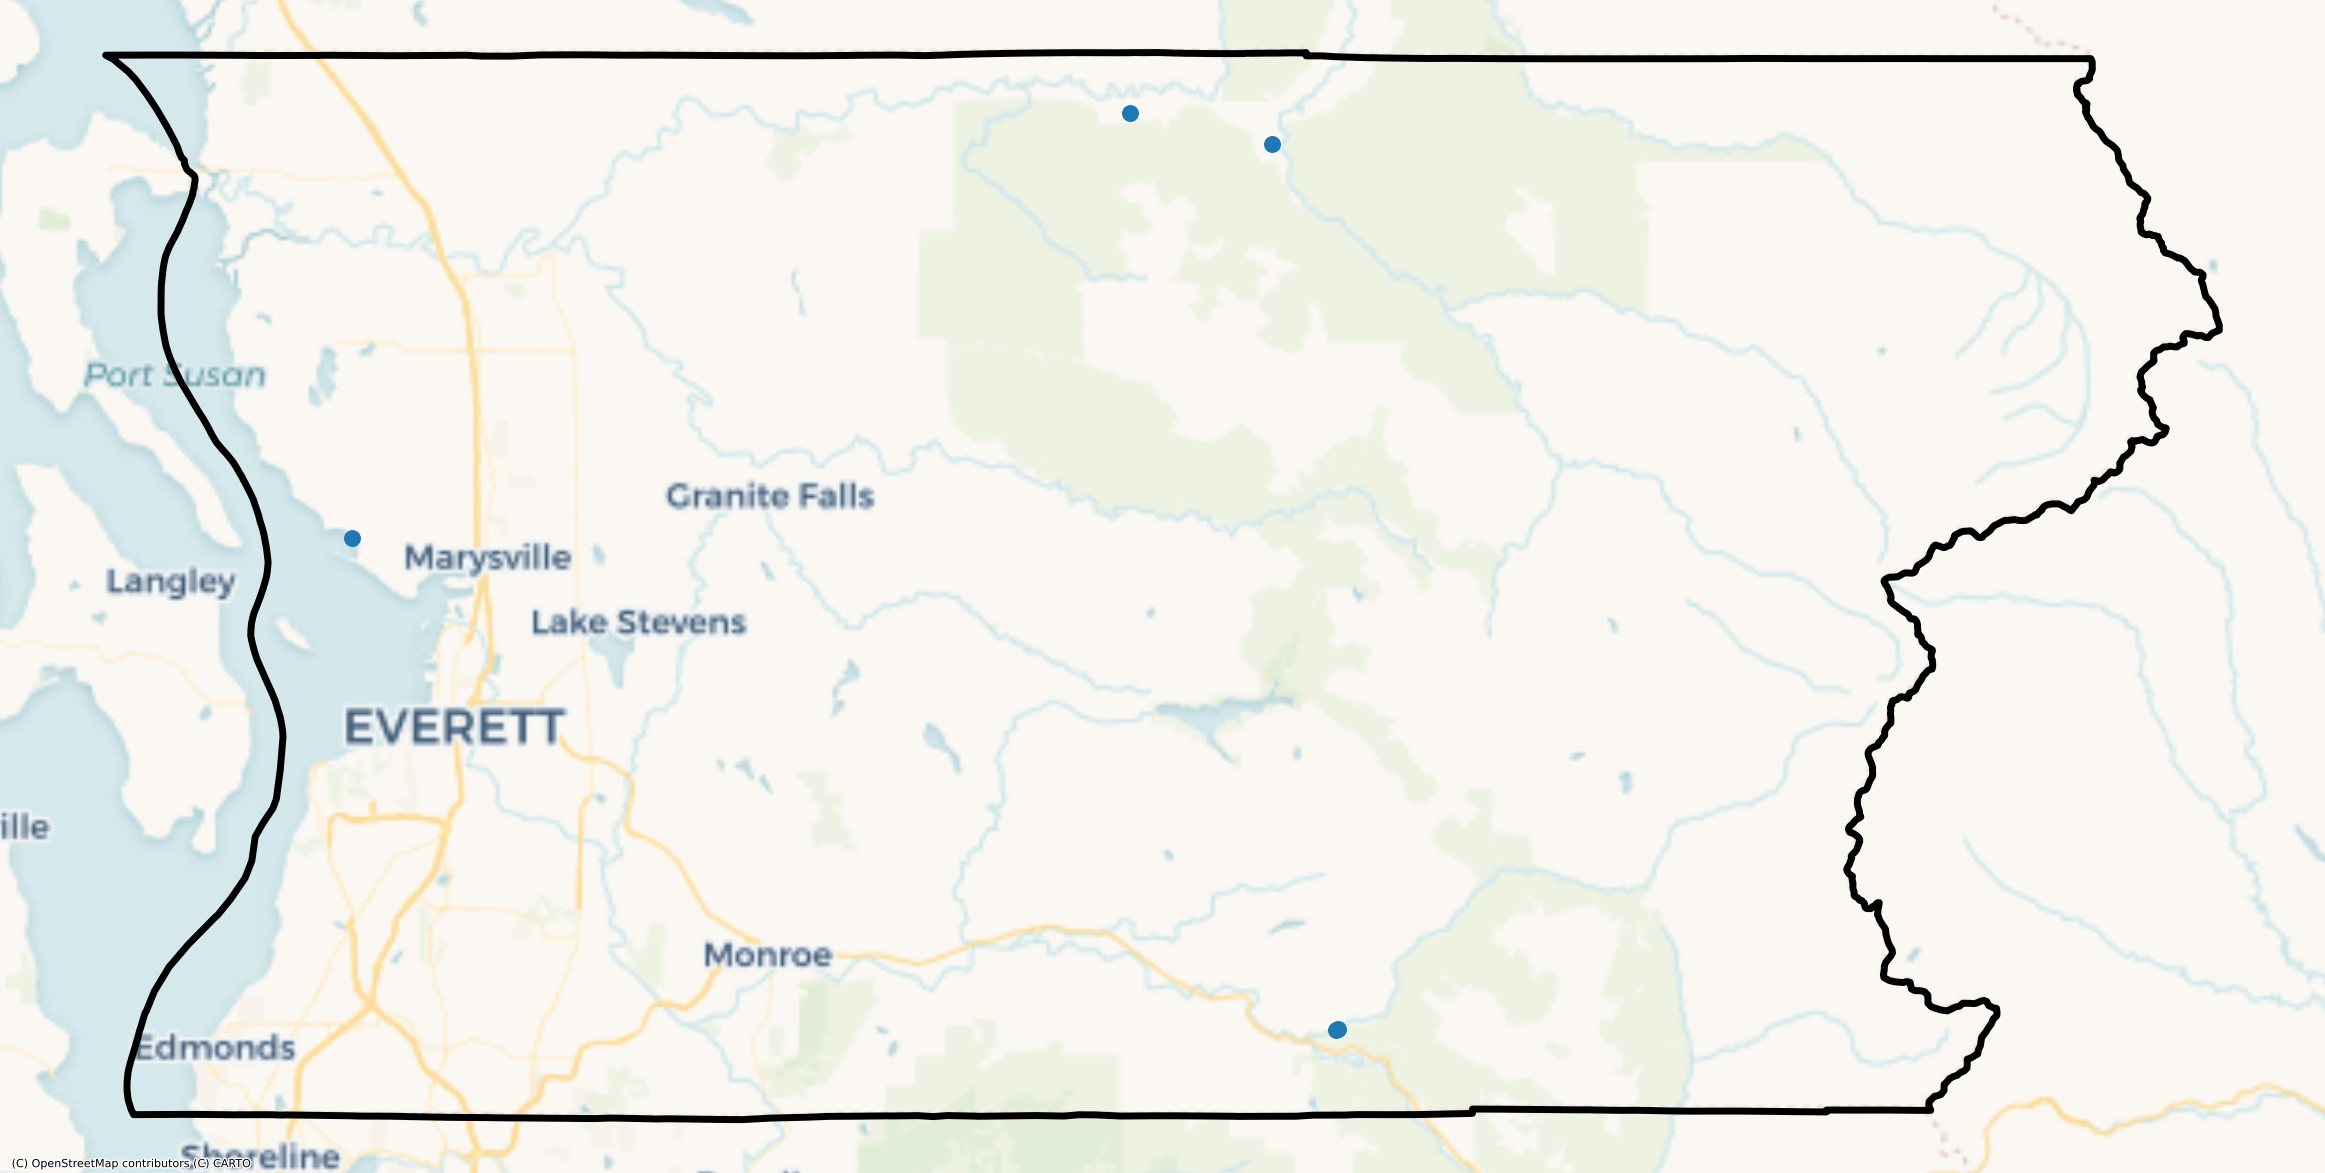 Port Susan
Granite Falls
Marysville
Langley
Lake Stevens
EVERETT
ille
Monroe
Edmonds
Shoreline
(C) OpenStreetMap contributors (C) CARTO